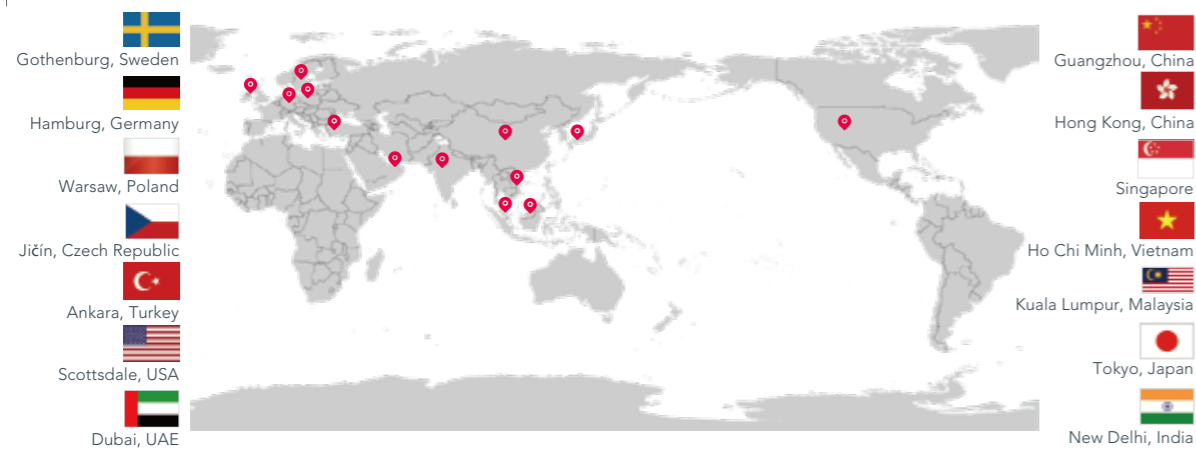 Gothenburg, Sweden
Hamburg, Germany
Warsaw, Poland
Jičín, Czech Republic
Ankara, Turkey
Scottsdale, USA
Dubai, UAE
Guangzhou, China
Hong Kong, China
Singapore
Ho Chi Minh, Vietnam
Kuala Lumpur, Malaysia
Tokyo, Japan
New Delhi, India